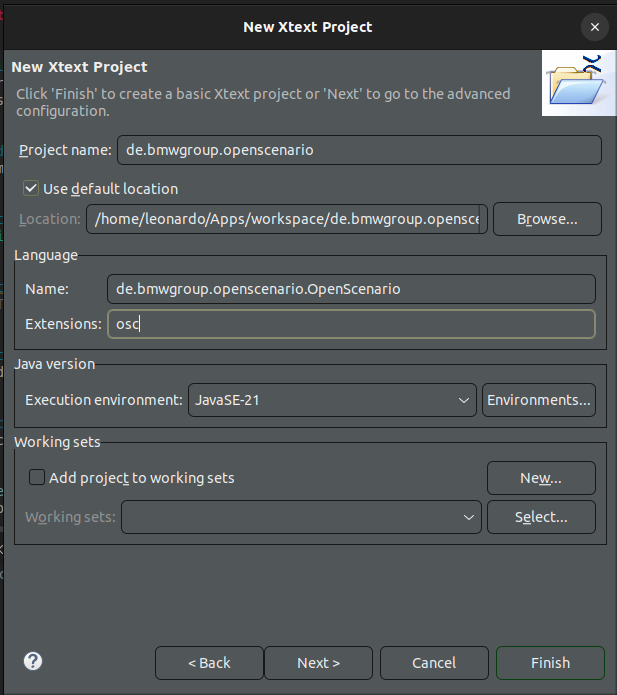 New Xtext Project
New Xtext Project
Click 'Finish' to create a basic Xtext project or 'Next' to go to the advanced
configuration.
Project name: de.bmwgroup.openscenario
Use default location
Location: /home/leonardo/Apps/workspace/de.bmwgroup.opensce Browse...
Language
Name: de.bmwgroup.openscenario.OpenScenario
Extensions: osc
Java version
Execution environment: JavaSE-21 Environments...
Working sets
Add project to working sets New...
Working sets: Select...
? < Back Next > Cancel Finish